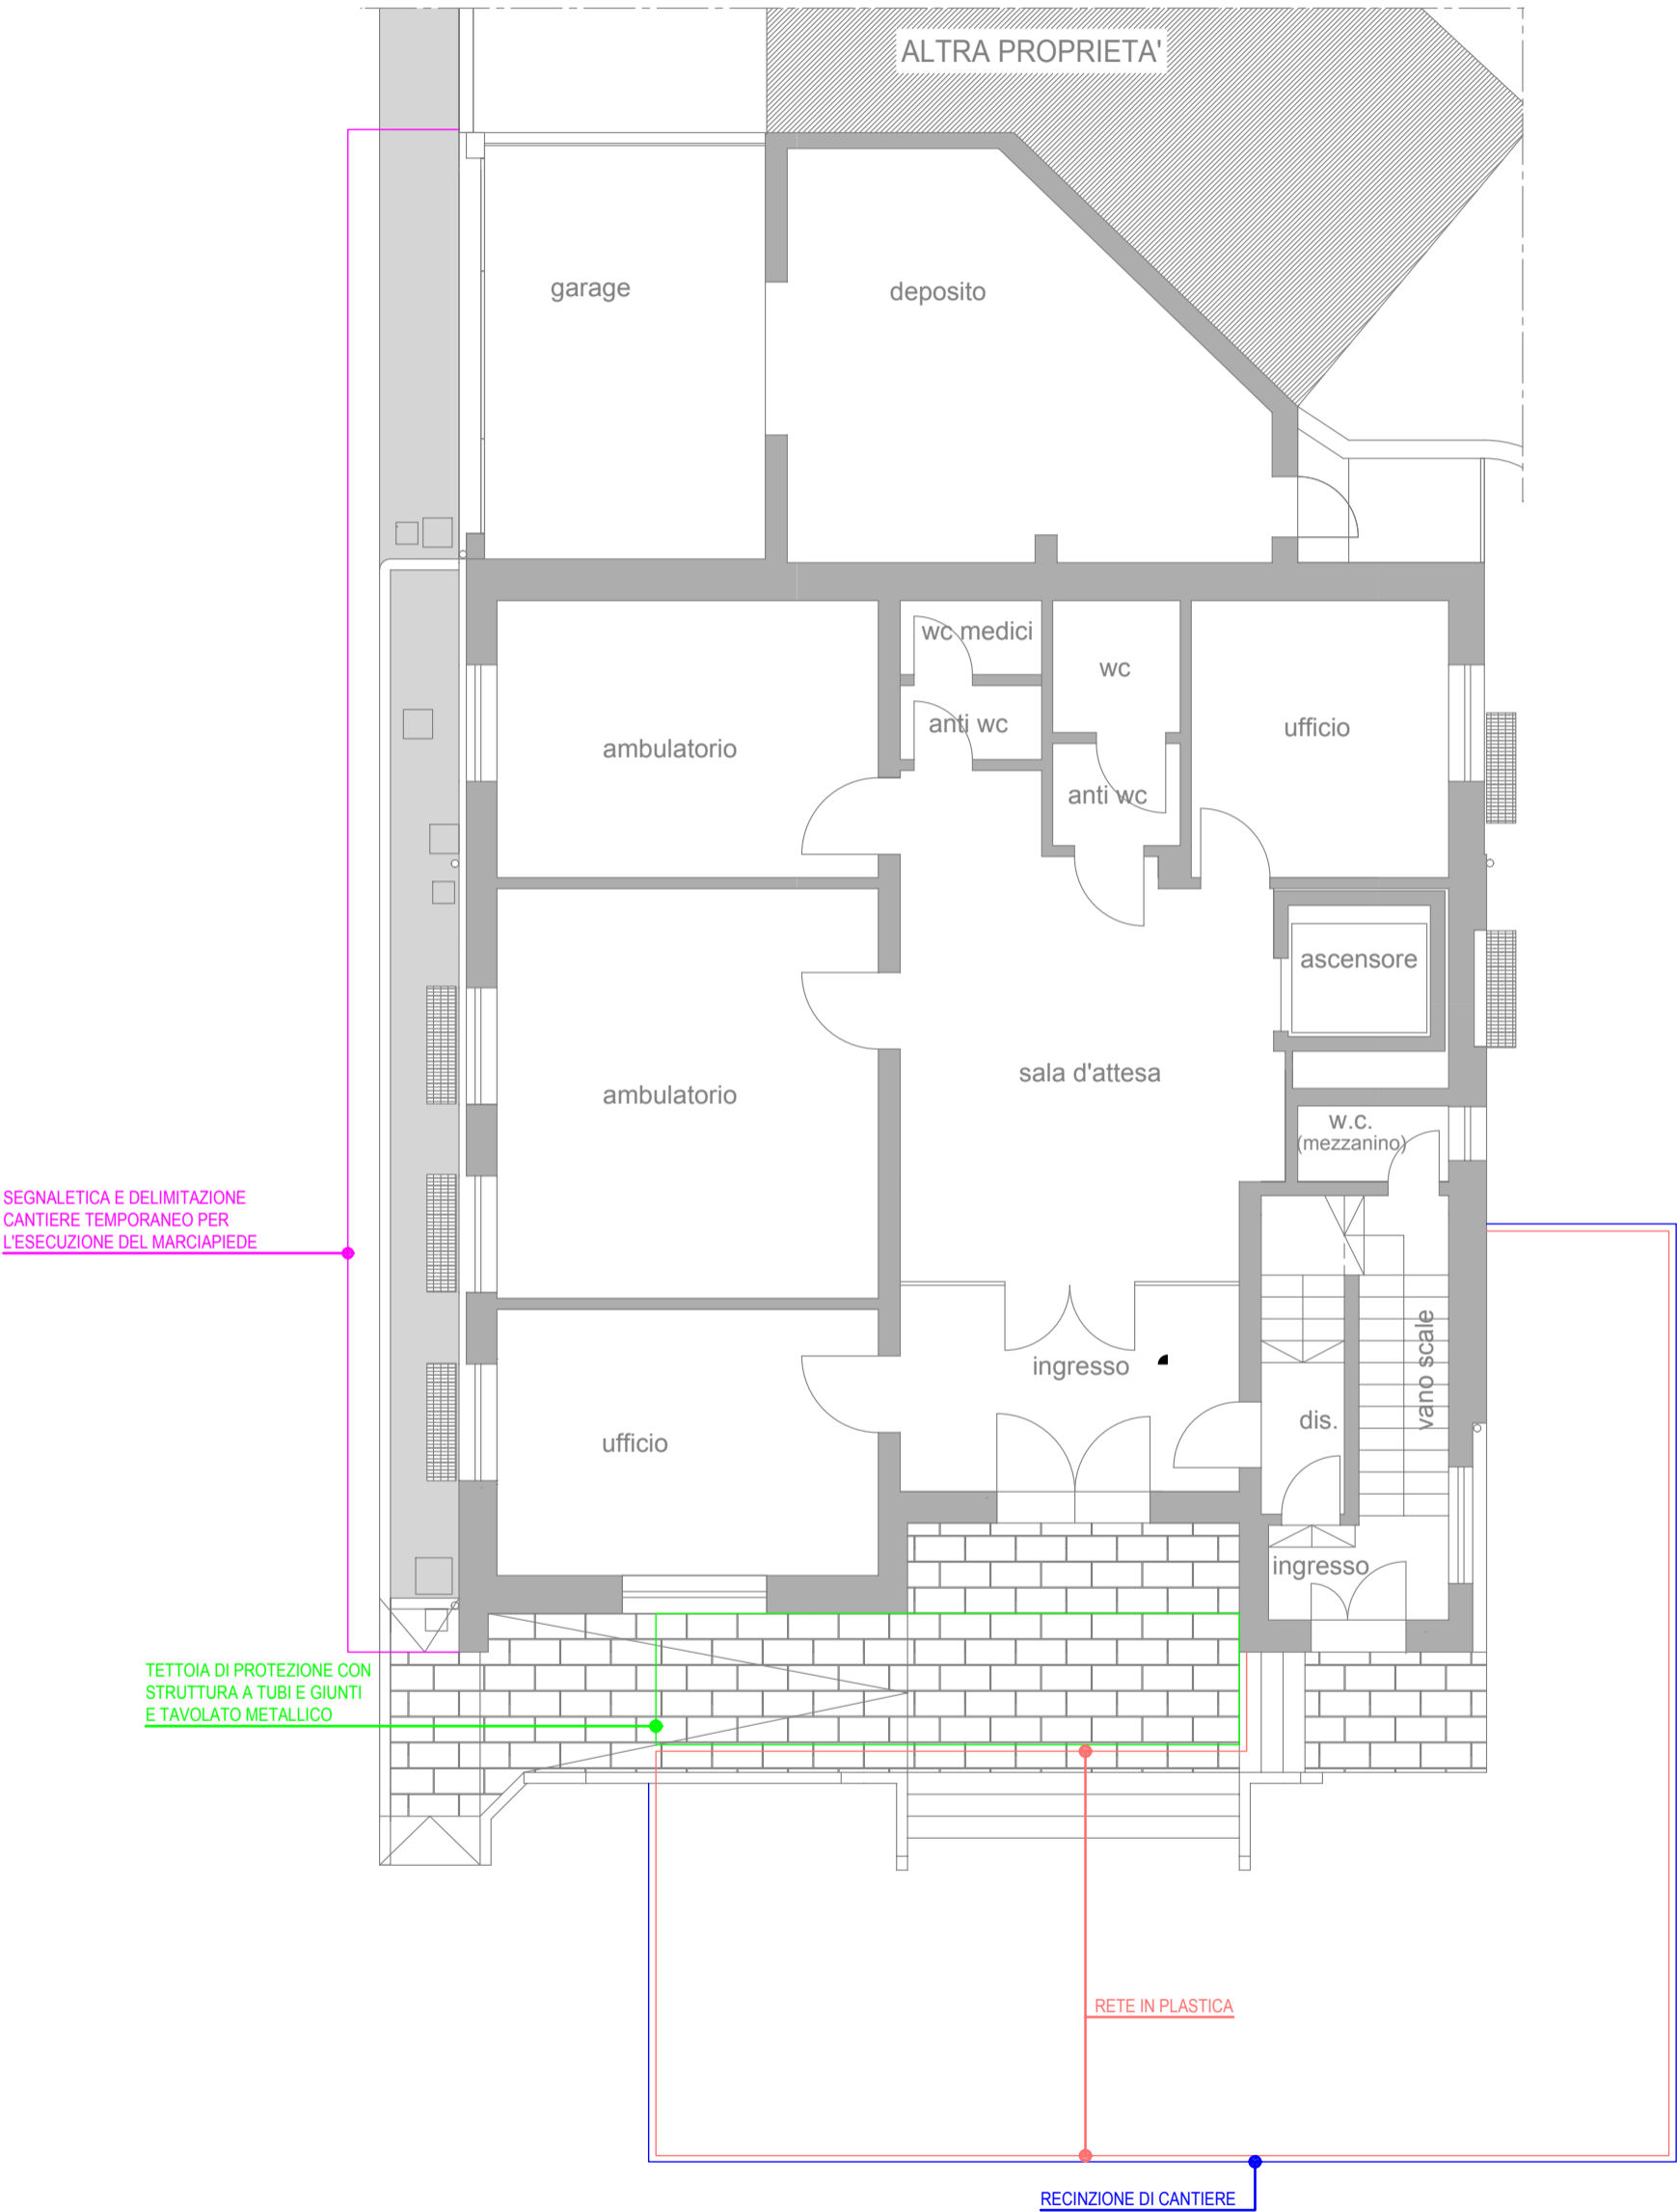 ALTRA PROPRIETA'
garage
deposito
wc medici
wc
anti wc
ufficio
ambulatorio
anti wc
ascensore
sala d'attesa
ambulatorio
w.c.
(mezzanino)
SEGNALETICA E DELIMITAZIONE
CANTIERE TEMPORANEO PER
L'ESECUZIONE DEL MARCIAPIEDE
vano scale
ingresso
dis.
ufficio
ingresso
TETTOIA DI PROTEZIONE CON
STRUTTURA A TUBI E GIUNTI
E TAVOLATO METALLICO
RETE IN PLASTICA
RECINZIONE DI CANTIERE